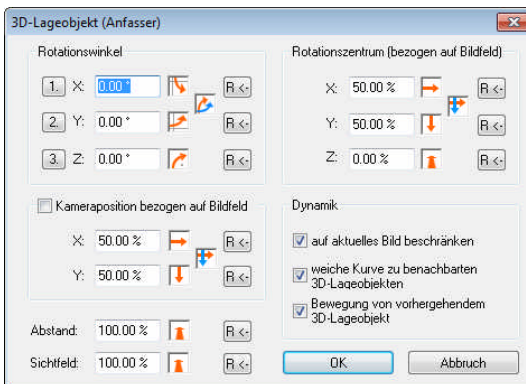 3D-Lageobjekt (Anfasser)
Rotationswinkel
1. X: 0.00 ° R <-
2. Y: 0.00 ° R <-
3. Z: 0.00 ° R <-
Kameraposition bezogen auf Bildfeld
X: 50.00 % R <-
Y: 50.00 % R <-
Abstand: 100.00 % R <-
Sichtfeld: 100.00 % R <-
Rotationszentrum (bezogen auf Bildfeld)
X: 50.00 % R <-
Y: 50.00 % R <-
Z: 0.00 % R <-
Dynamik
auf aktuelles Bild beschränken
weiche Kurve zu benachbarten
3D-Lageobjekten
Bewegung von vorhergehendem
3D-Lageobjekt
OK Abbruch